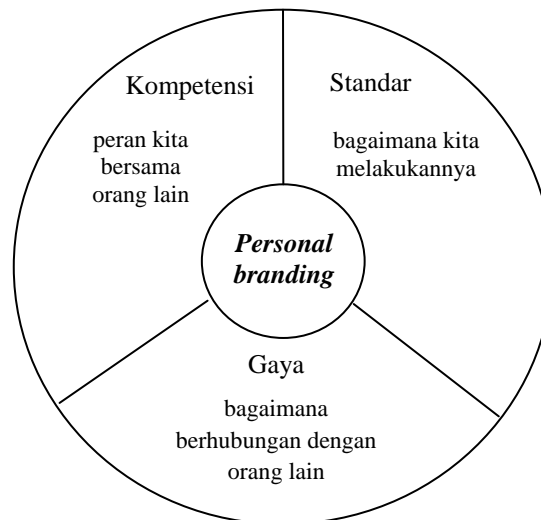 Kompetensi
peran kita
bersama
orang lain
Standar
bagaimana kita
melakukannya
Personal
branding
Gaya
bagaimana
berhubungan dengan
orang lain